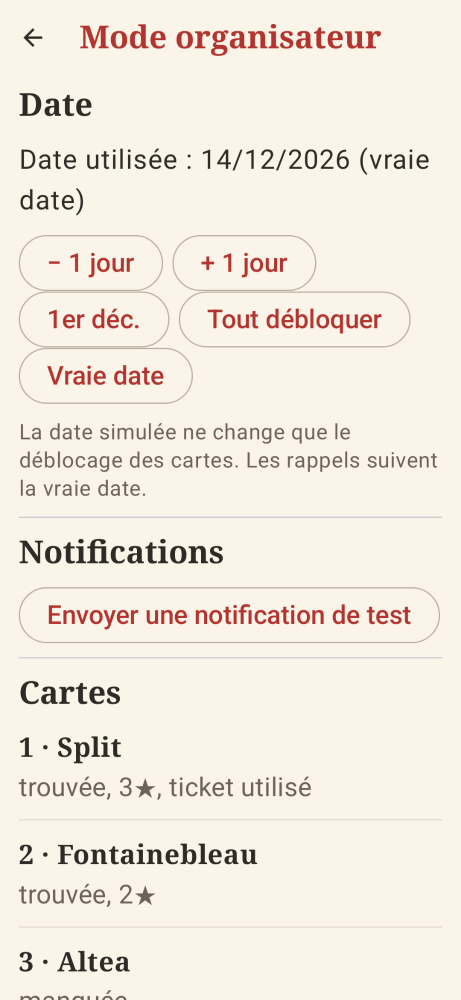 Mode organisateur
Date
Date utilisée : 14/12/2026 (vraie
date)
− 1 jour
+ 1 jour
1er déc.
Tout débloquer
Vraie date
La date simulée ne change que le
déblocage des cartes. Les rappels suivent
la vraie date.
Notifications
Envoyer une notification de test
Cartes
1 · Split
trouvée, 3★, ticket utilisé
2 · Fontainebleau
trouvée, 2★
3 · Altea
manquée